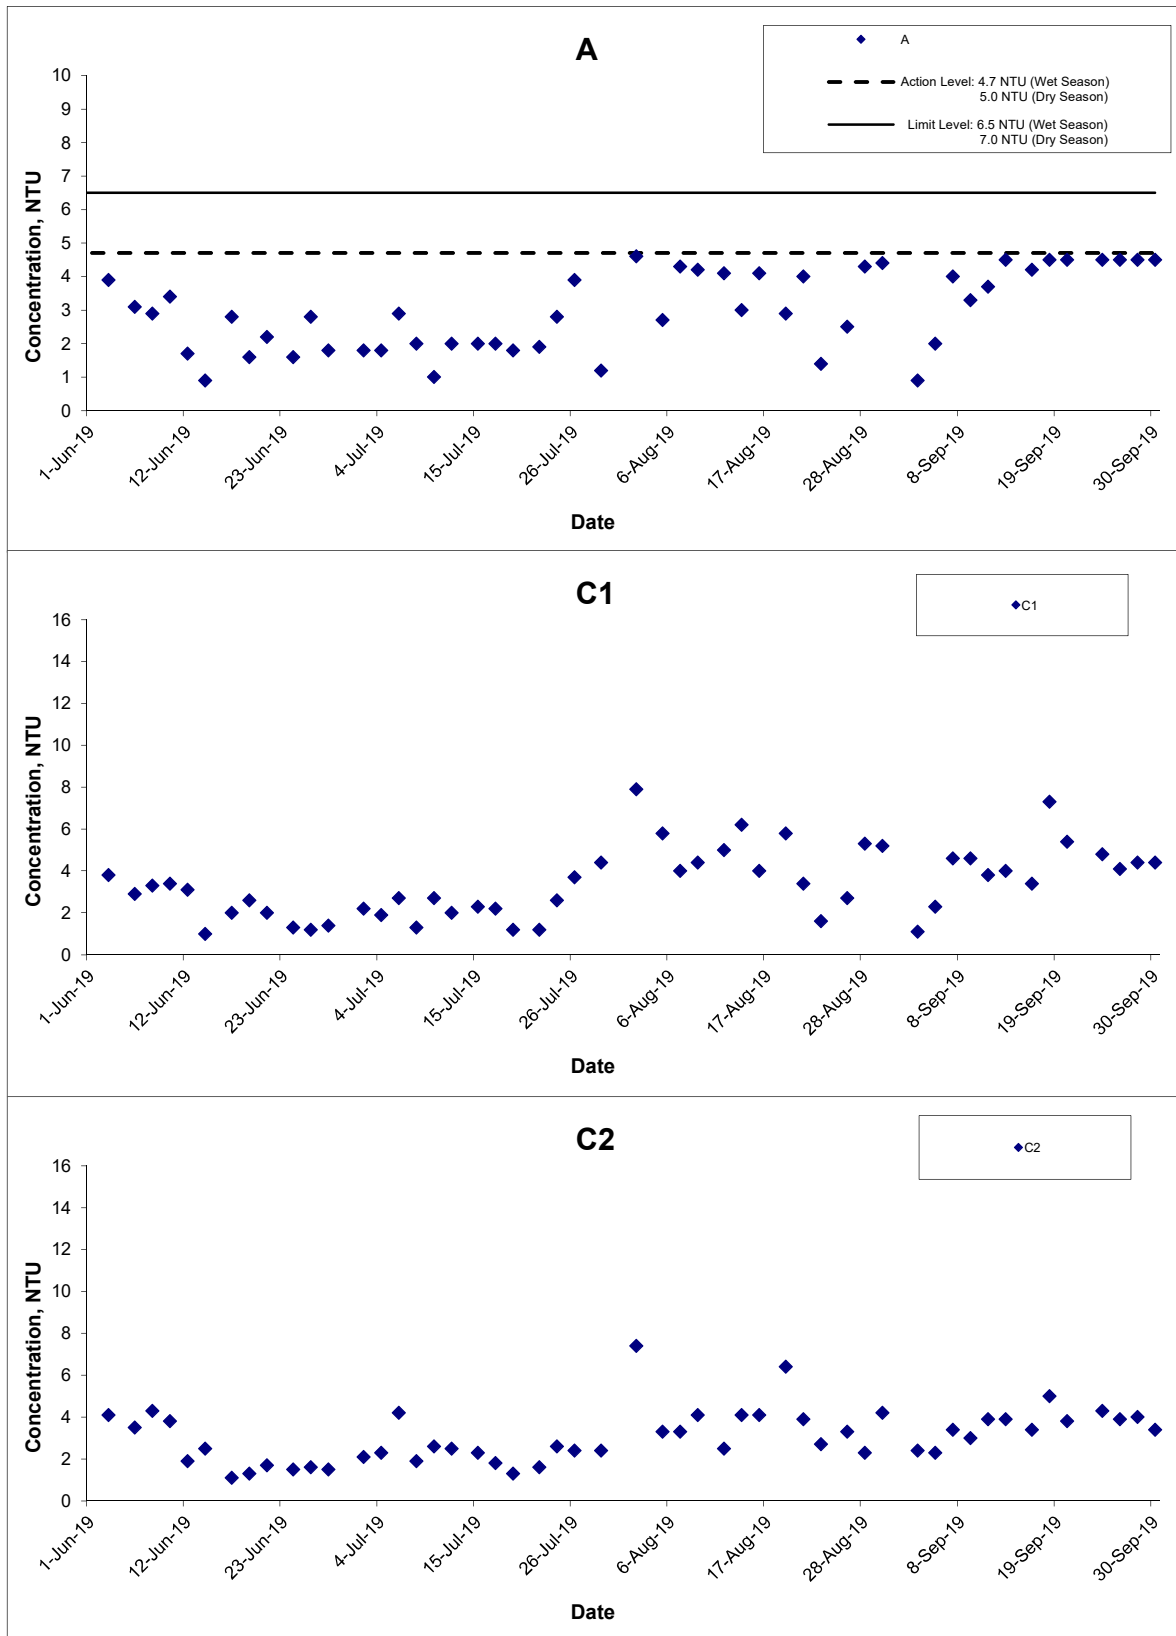 A
A
Action Level: 4.7 NTU (Wet Season)
5.0 NTU (Dry Season)
Limit Level: 6.5 NTU (Wet Season)
7.0 NTU (Dry Season)
Concentration, NTU
10
9
8
7
6
5
4
3
2
1
0
1-Jun-19
12-Jun-19
23-Jun-19
4-Jul-19
15-Jul-19
26-Jul-19
6-Aug-19
17-Aug-19
28-Aug-19
8-Sep-19
19-Sep-19
30-Sep-19
Date
C1
C1
Concentration, NTU
16
14
12
10
8
6
4
2
0
1-Jun-19
12-Jun-19
23-Jun-19
4-Jul-19
15-Jul-19
26-Jul-19
6-Aug-19
17-Aug-19
28-Aug-19
8-Sep-19
19-Sep-19
30-Sep-19
Date
C2
C2
Concentration, NTU
16
14
12
10
8
6
4
2
0
1-Jun-19
12-Jun-19
23-Jun-19
4-Jul-19
15-Jul-19
26-Jul-19
6-Aug-19
17-Aug-19
28-Aug-19
8-Sep-19
19-Sep-19
30-Sep-19
Date